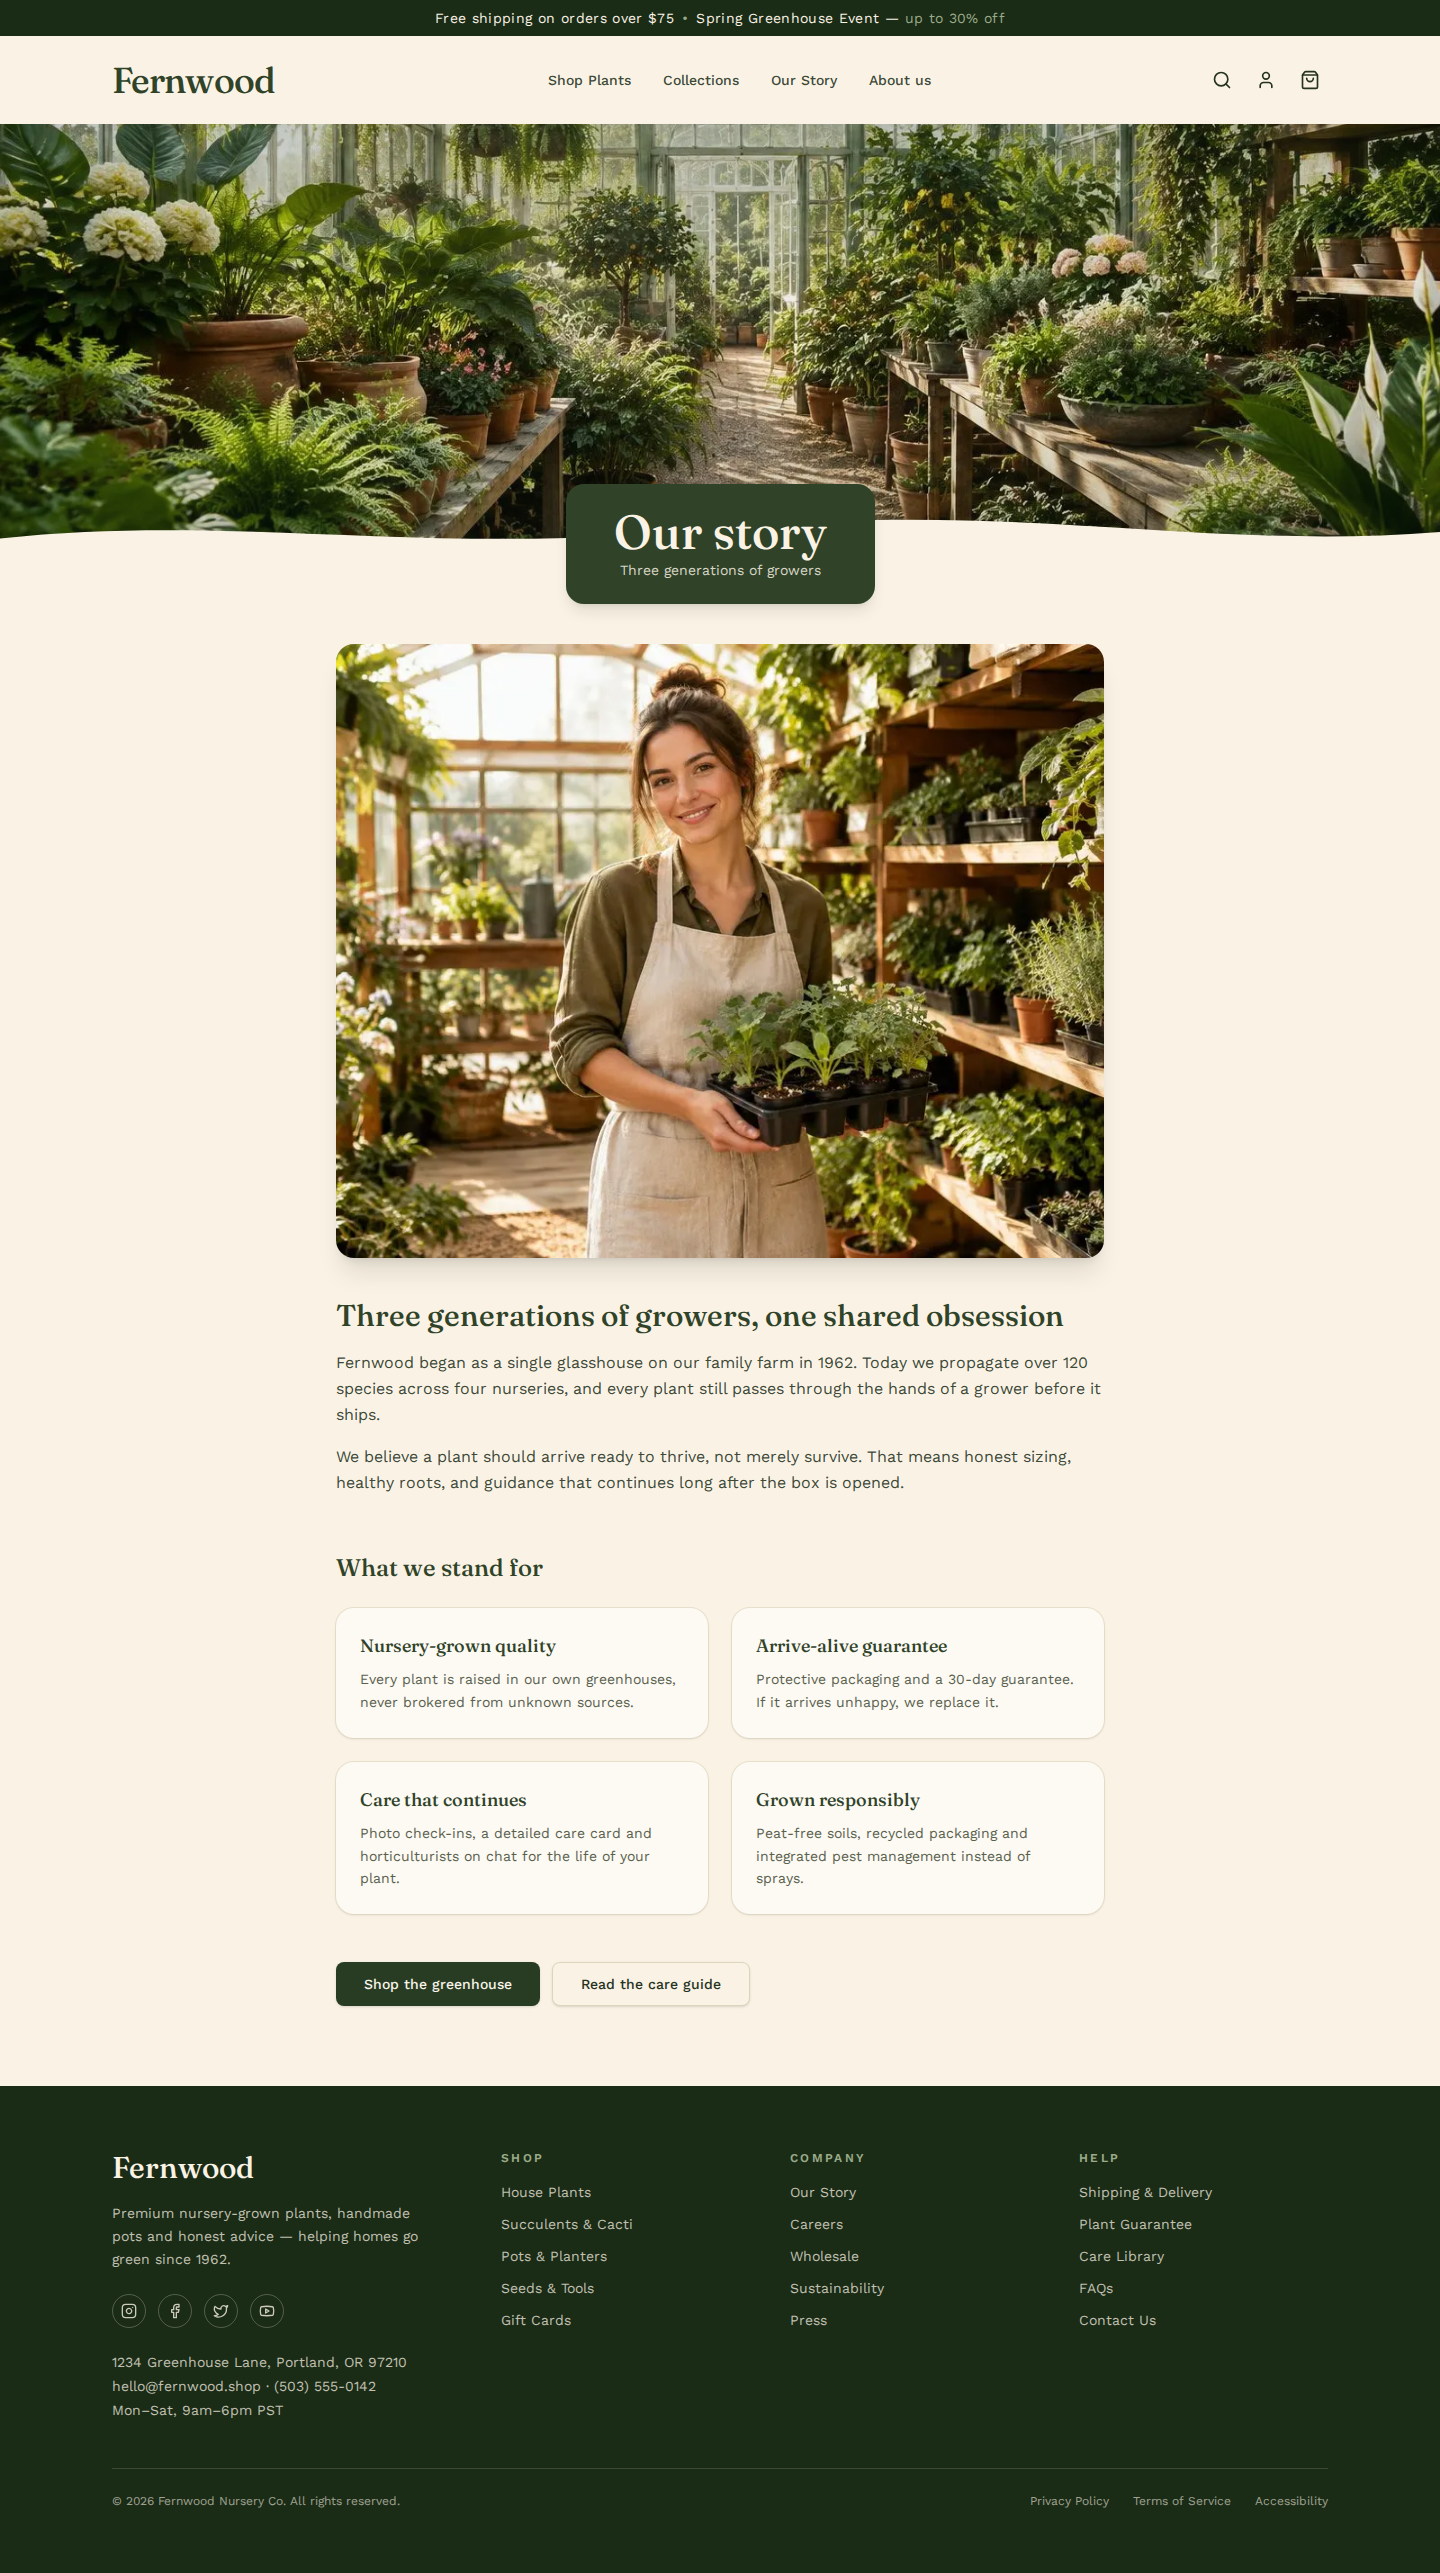 Free shipping on orders over $75 • Spring Greenhouse Event — up to 30% off
Fernwood
Shop Plants
Collections
Our Story
About us
Our story
Three generations of growers
Three generations of growers, one shared obsession
Fernwood began as a single glasshouse on our family farm in 1962. Today we propagate over 120
species across four nurseries, and every plant still passes through the hands of a grower before it
ships.
We believe a plant should arrive ready to thrive, not merely survive. That means honest sizing,
healthy roots, and guidance that continues long after the box is opened.
What we stand for
Nursery-grown quality
Every plant is raised in our own greenhouses,
never brokered from unknown sources.
Arrive-alive guarantee
Protective packaging and a 30-day guarantee.
If it arrives unhappy, we replace it.
Care that continues
Photo check-ins, a detailed care card and
horticulturists on chat for the life of your
plant.
Grown responsibly
Peat-free soils, recycled packaging and
integrated pest management instead of
sprays.
Shop the greenhouse
Read the care guide
Fernwood
Premium nursery-grown plants, handmade
pots and honest advice — helping homes go
green since 1962.
1234 Greenhouse Lane, Portland, OR 97210
hello@fernwood.shop · (503) 555-0142
Mon–Sat, 9am–6pm PST
SHOP
House Plants
Succulents & Cacti
Pots & Planters
Seeds & Tools
Gift Cards
COMPANY
Our Story
Careers
Wholesale
Sustainability
Press
HELP
Shipping & Delivery
Plant Guarantee
Care Library
FAQs
Contact Us
© 2026 Fernwood Nursery Co. All rights reserved.
Privacy Policy
Terms of Service
Accessibility